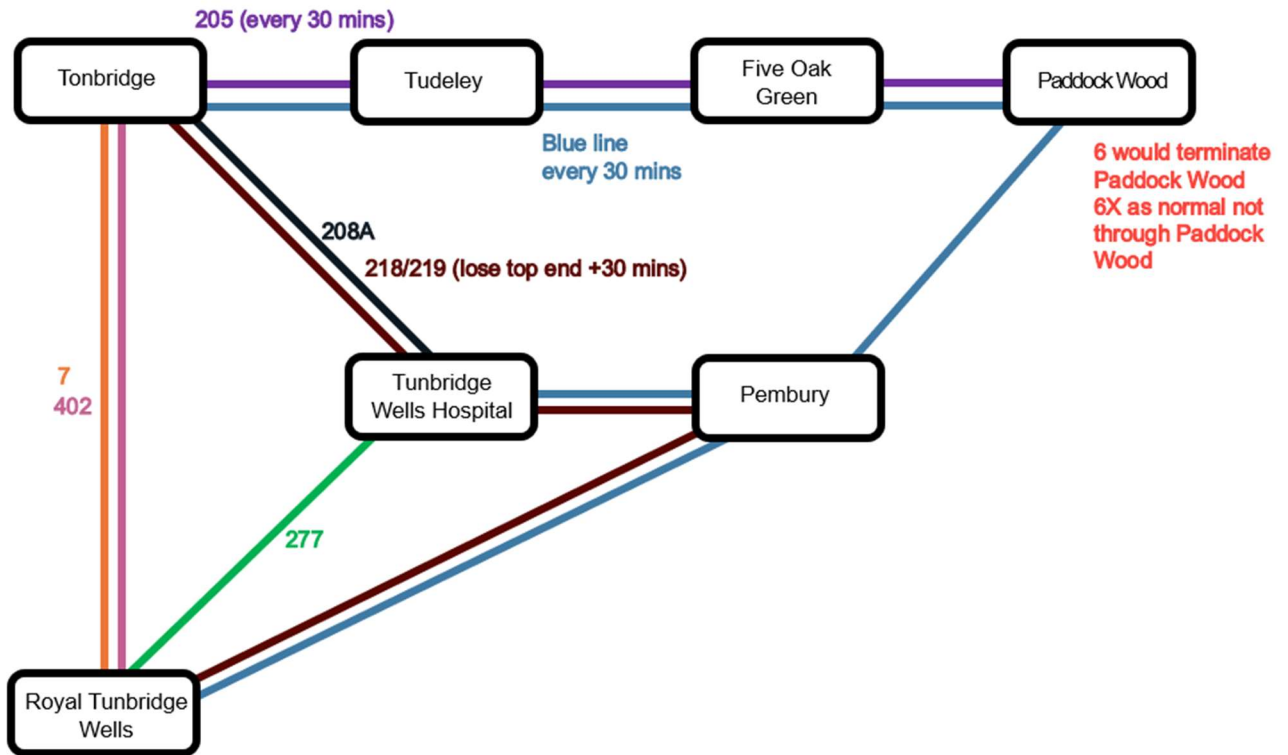 205 (every 30 mins)
Tonbridge
Tudeley
Five Oak
Green
Paddock Wood
Blue line
every 30 mins
6 would terminate
Paddock Wood
6X as normal not
through Paddock
Wood
208A
218/219 (lose top end +30 mins)
7
402
Tunbridge
Wells Hospital
Pembury
277
Royal Tunbridge
Wells